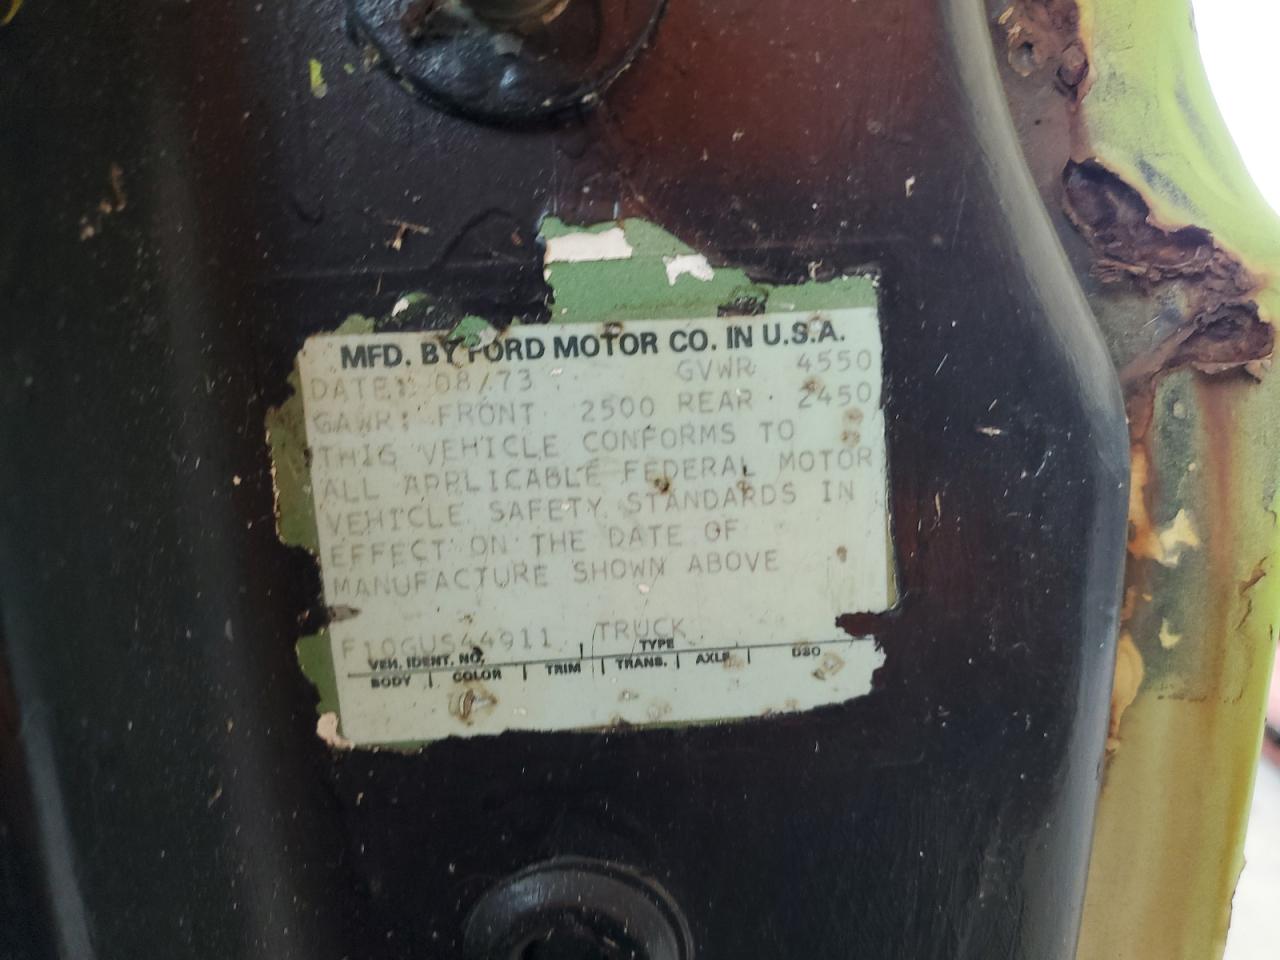 MFD. BY FORD MOTOR CO. IN U.S.A.
DATE: 08/73 GVWR 4550
GAWR: FRONT 2500 REAR 2450
THIS VEHICLE CONFORMS TO
ALL APPLICABLE FEDERAL MOTOR
VEHICLE SAFETY STANDARDS IN
EFFECT ON THE DATE OF
MANUFACTURE SHOWN ABOVE
F10GUS44911 TRUCK
VEH. IDENT. NO. TYPE
BODY COLOR TRIM TRANS. AXLE DSO